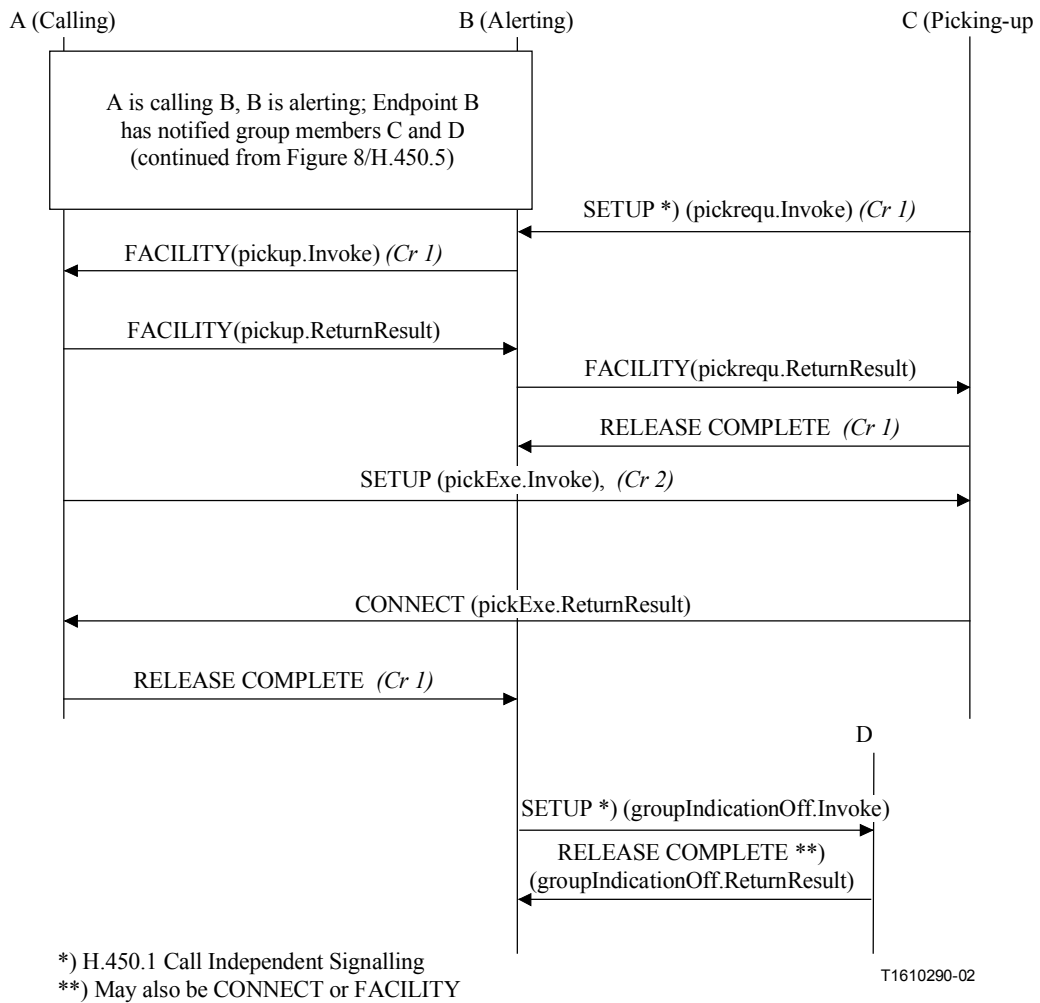 A (Calling)
B (Alerting)
C (Picking-up
A is calling B, B is alerting; Endpoint B
has notified group members C and D
(continued from Figure 8/H.450.5)
SETUP *) (pickrequ.Invoke) (Cr 1)
FACILITY(pickup.Invoke) (Cr 1)
FACILITY(pickup.ReturnResult)
FACILITY(pickrequ.ReturnResult)
RELEASE COMPLETE (Cr 1)
SETUP (pickExe.Invoke), (Cr 2)
CONNECT (pickExe.ReturnResult)
RELEASE COMPLETE (Cr 1)
D
SETUP *) (groupIndicationOff.Invoke)
RELEASE COMPLETE **)
(groupIndicationOff.ReturnResult)
*) H.450.1 Call Independent Signalling
**) May also be CONNECT or FACILITY
T1610290-02